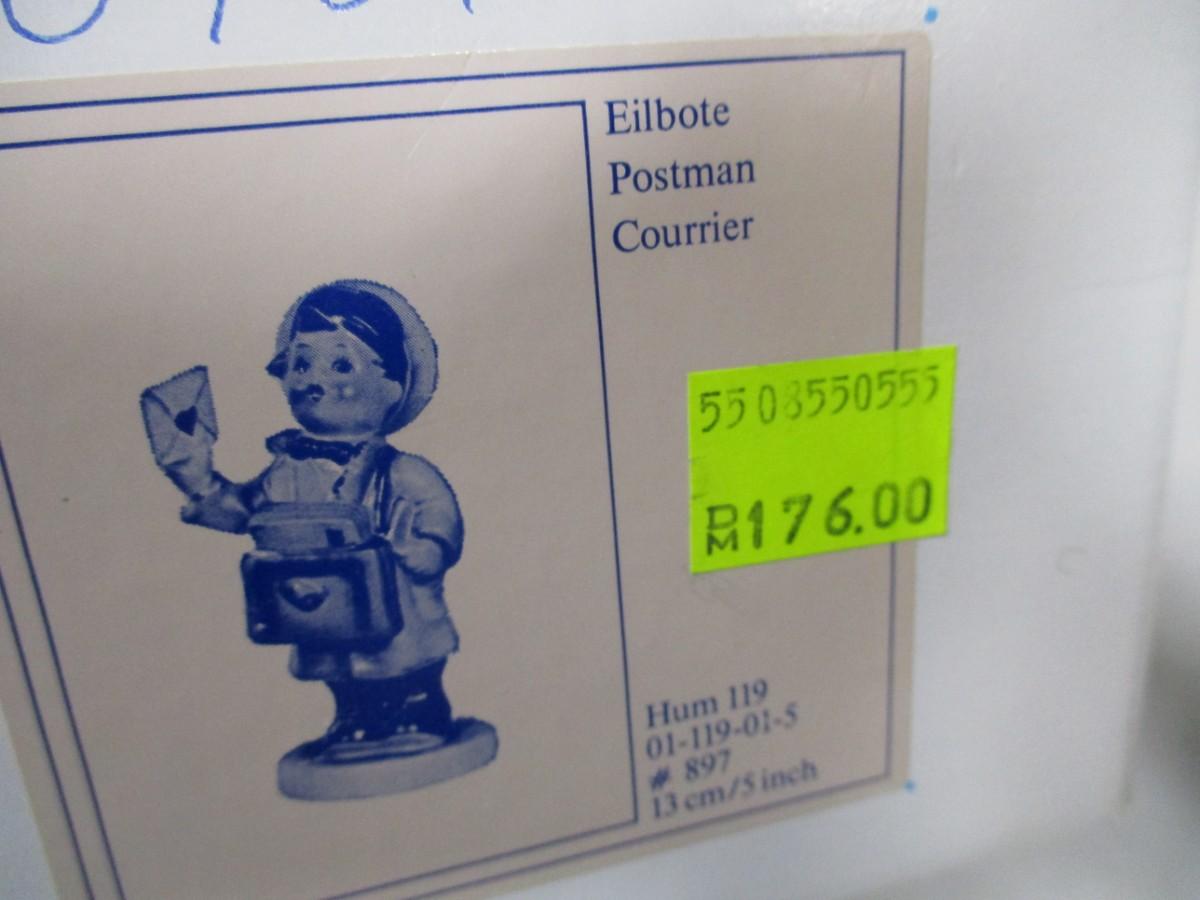 Eilbote
Postman
Courrier
5508550555
DM176.00
Hum 119
01-119-01-5
# 897
13 cm/5 inch